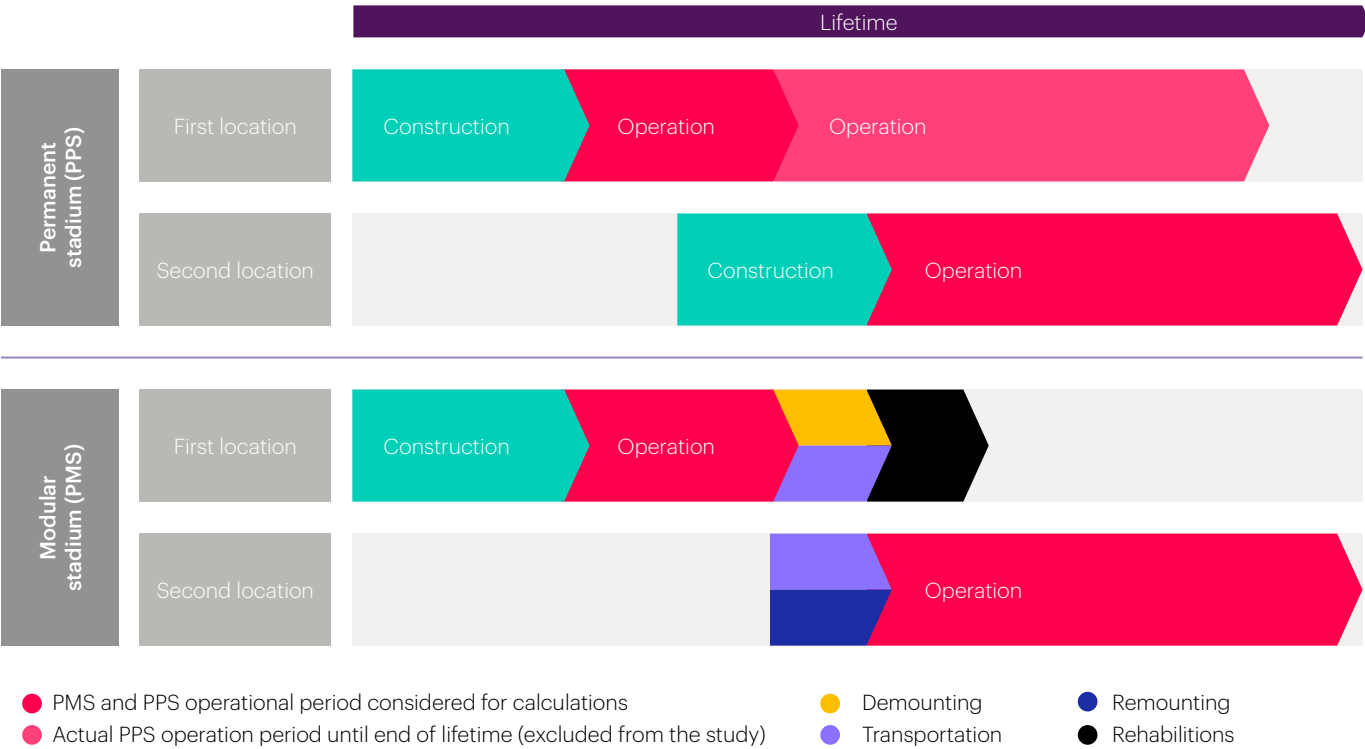 Lifetime
Permanent
stadium (PPS)
First location
Construction
Operation
Operation
Second location
Construction
Operation
Modular
stadium (PMS)
First location
Construction
Operation
Second location
Operation
PMS and PPS operational period considered for calculations
Actual PPS operation period until end of lifetime (excluded from the study)
Demounting
Transportation
Remounting
Rehabilitions